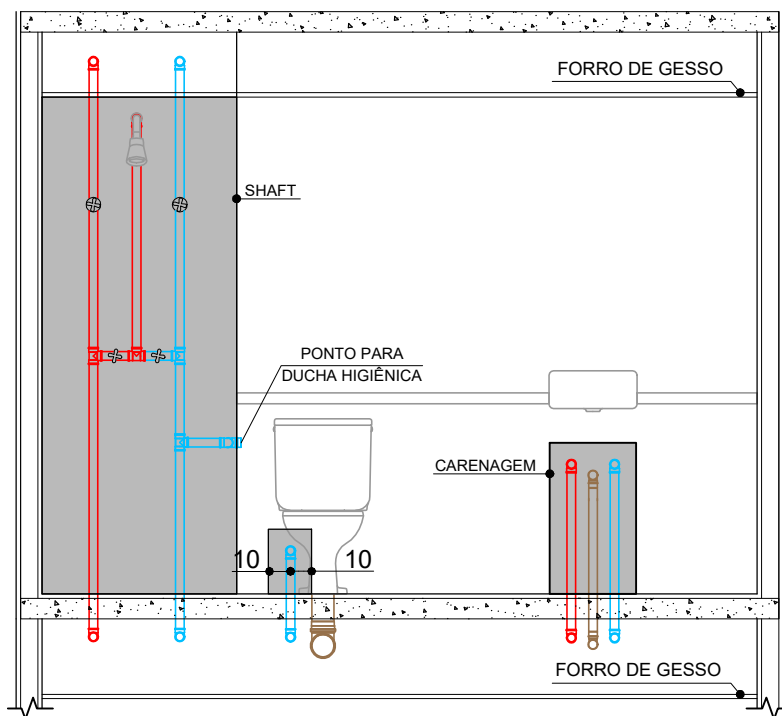 FORRO DE GESSO
SHAFT
PONTO PARA
DUCHA HIGIÊNICA
CARENAGEM
10
10
FORRO DE GESSO